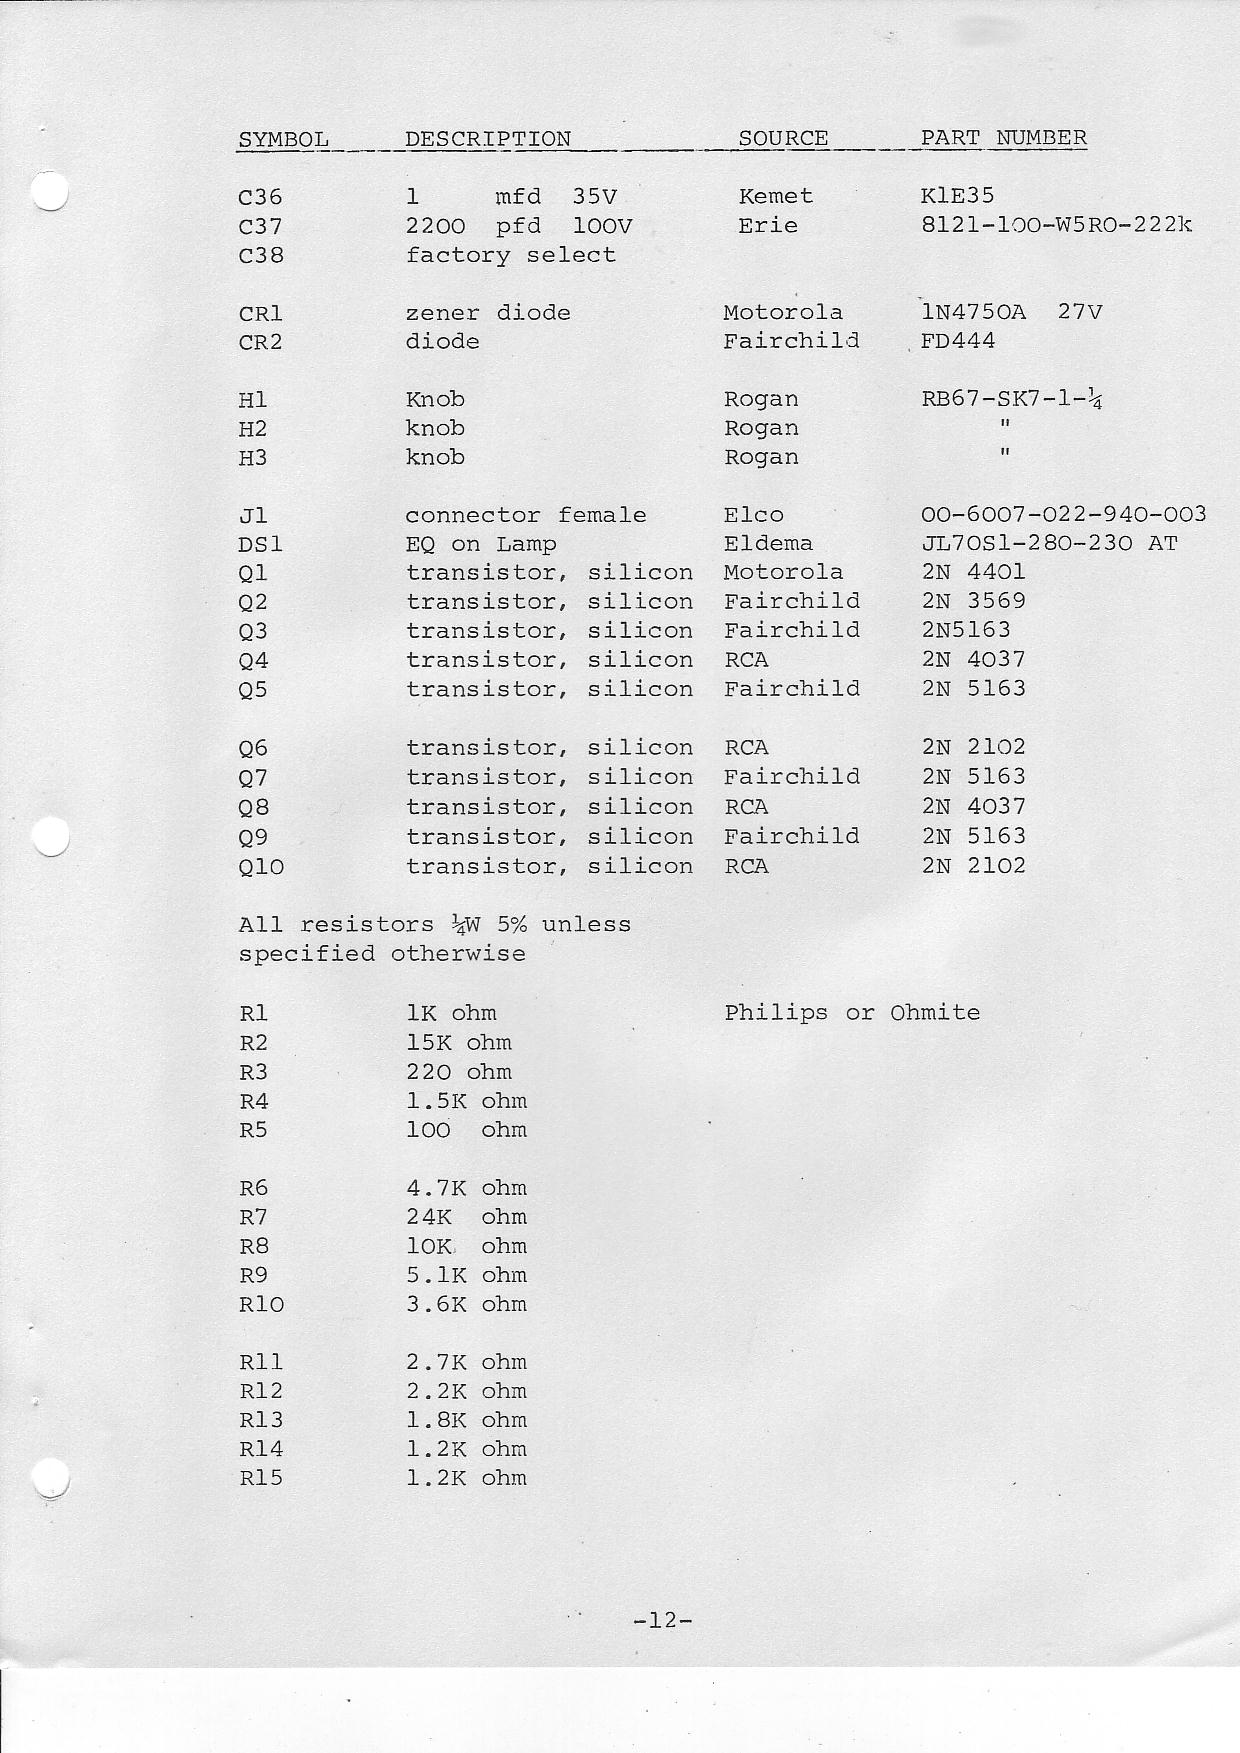 SYMBOL DESCRIPTION SOURCE PART NUMBER
C36 1 mfd 35V Kemet K1E35
C37 2200 pfd 100V Erie 8121-100-W5RO-222k
C38 factory select
CR1 zener diode Motorola 1N4750A 27V
CR2 diode Fairchild FD444
H1 Knob Rogan RB67-SK7-1-¼
H2 knob Rogan "
H3 knob Rogan "
J1 connector female Elco 00-6007-022-940-003
DS1 EQ on Lamp Eldema JL70S1-280-230 AT
Q1 transistor, silicon Motorola 2N 4401
Q2 transistor, silicon Fairchild 2N 3569
Q3 transistor, silicon Fairchild 2N5163
Q4 transistor, silicon RCA 2N 4037
Q5 transistor, silicon Fairchild 2N 5163
Q6 transistor, silicon RCA 2N 2102
Q7 transistor, silicon Fairchild 2N 5163
Q8 transistor, silicon RCA 2N 4037
Q9 transistor, silicon Fairchild 2N 5163
Q10 transistor, silicon RCA 2N 2102
All resistors ¼W 5% unless
specified otherwise
R1 1K ohm Philips or Ohmite
R2 15K ohm
R3 220 ohm
R4 1.5K ohm
R5 100 ohm
R6 4.7K ohm
R7 24K ohm
R8 10K ohm
R9 5.1K ohm
R10 3.6K ohm
R11 2.7K ohm
R12 2.2K ohm
R13 1.8K ohm
R14 1.2K ohm
R15 1.2K ohm
-12-